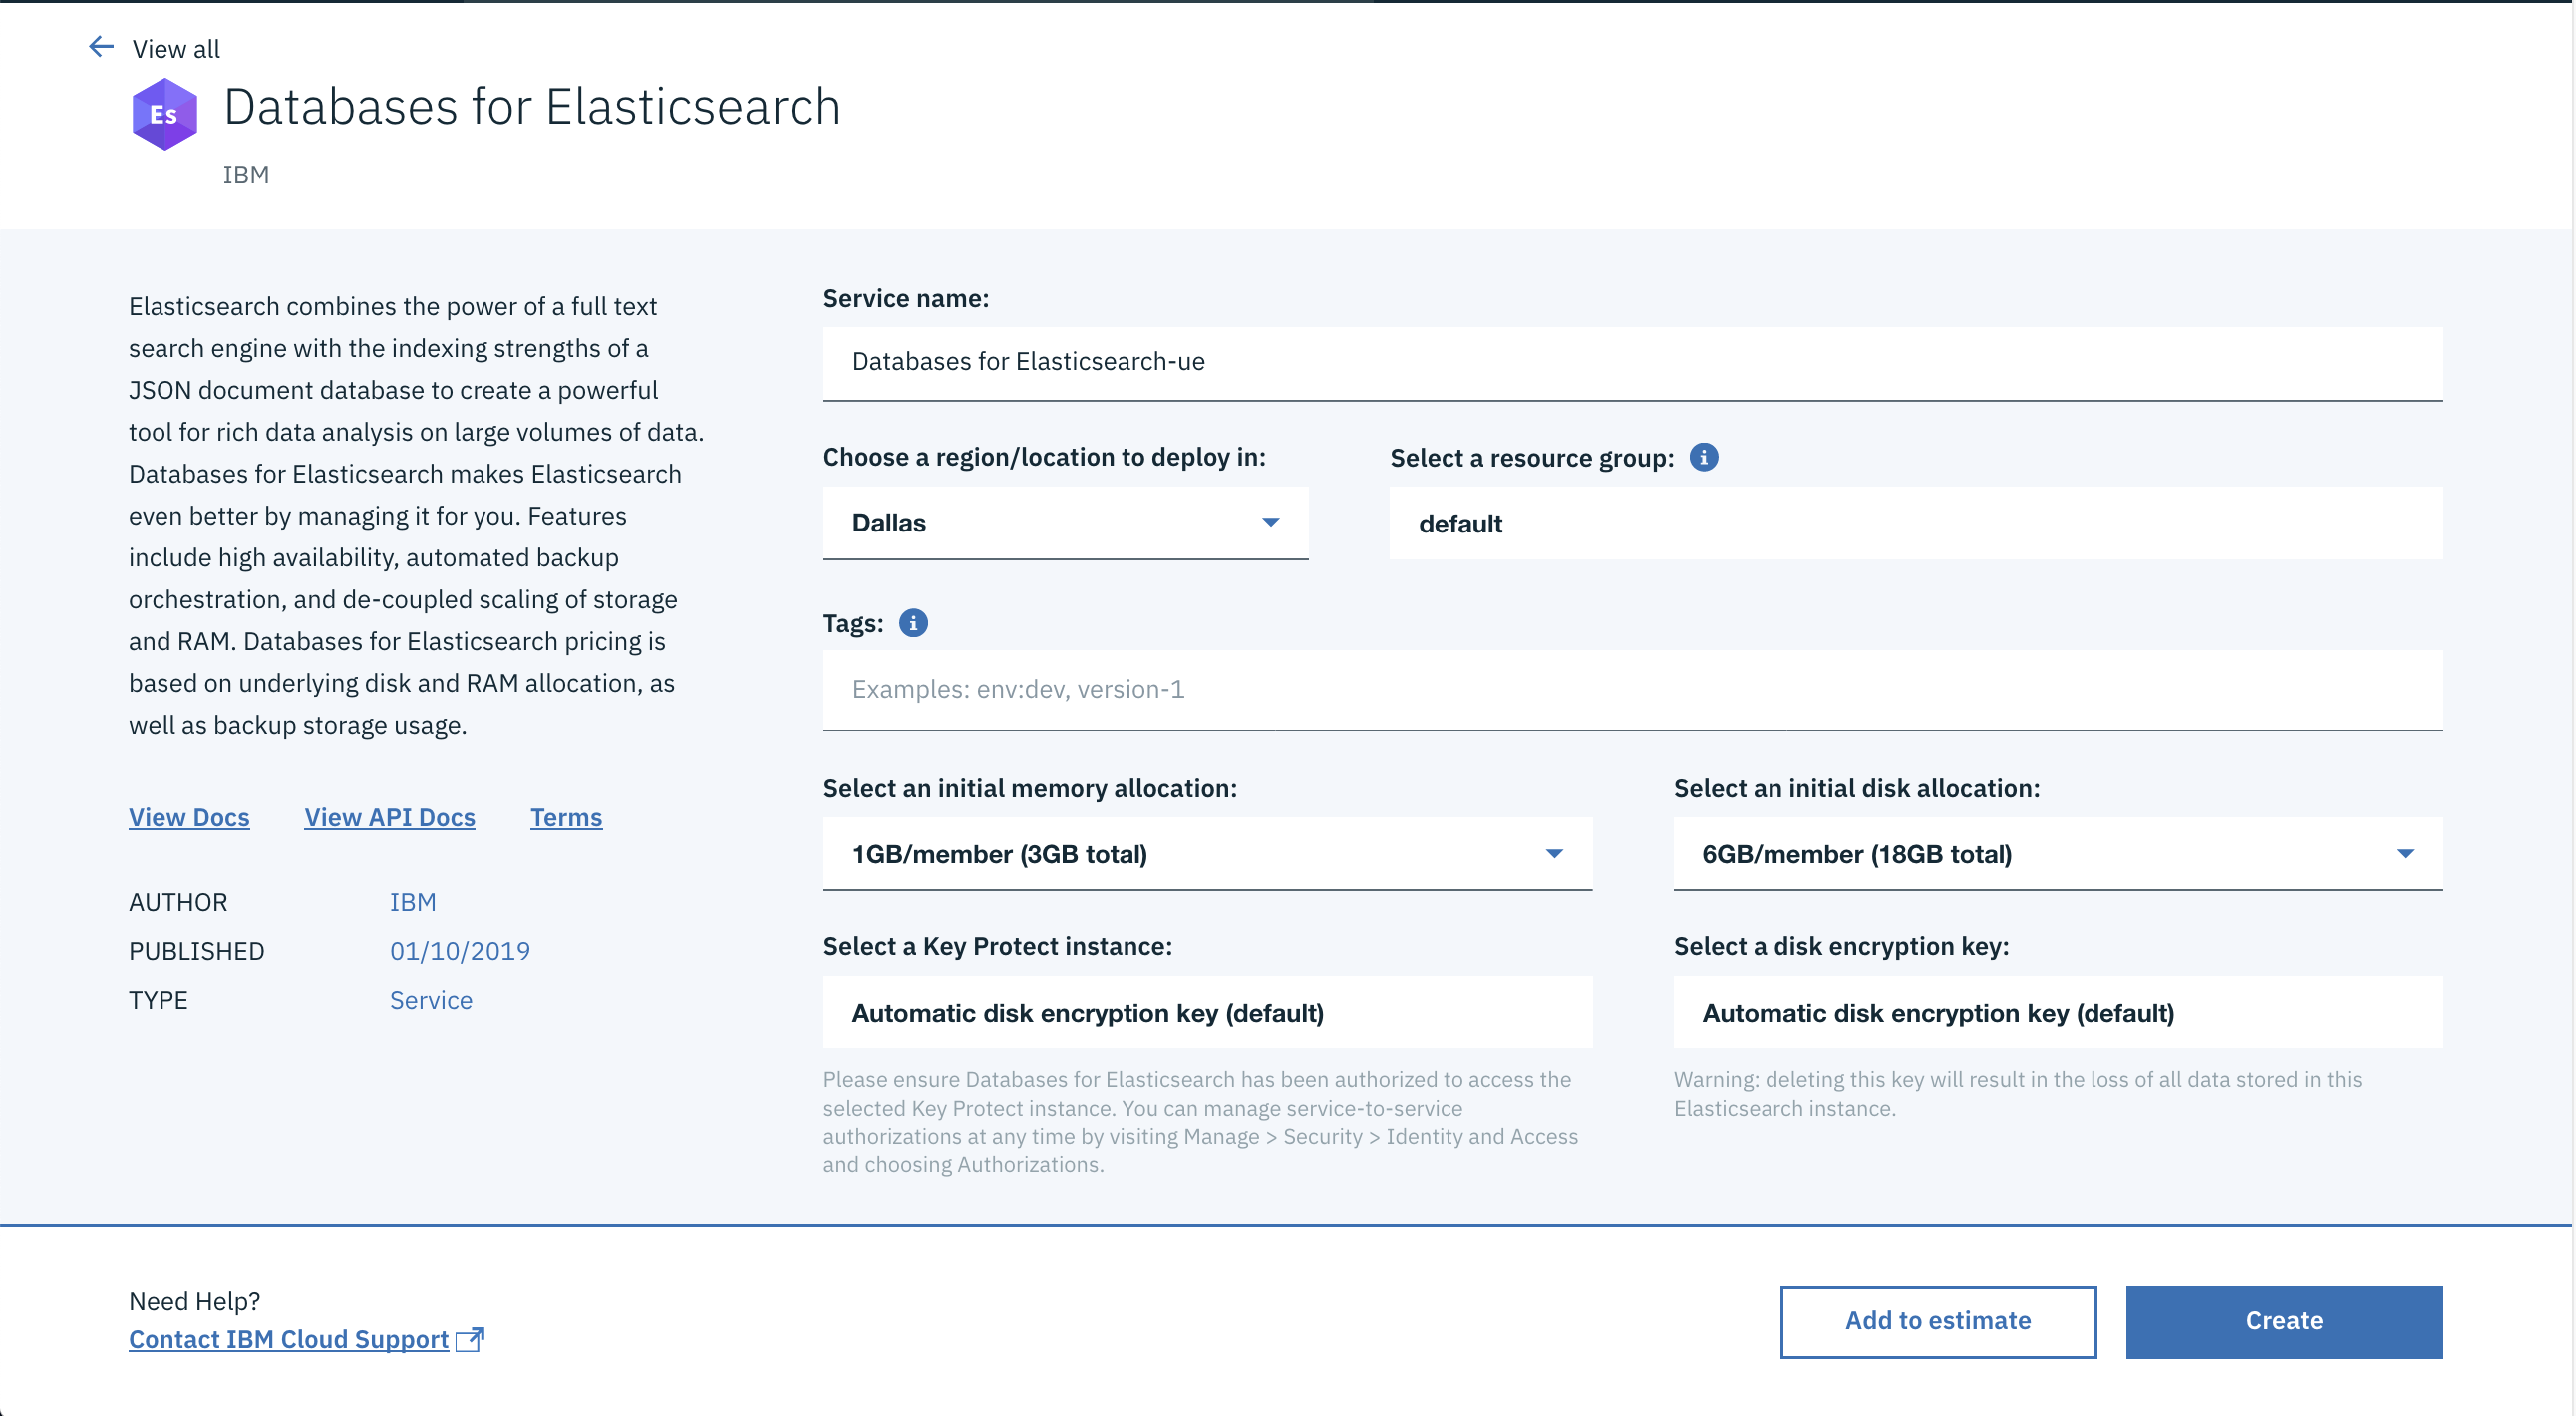 View all
Es
Databases for Elasticsearch
IBM
Elasticsearch combines the power of a full text
search engine with the indexing strengths of a
JSON document database to create a powerful
tool for rich data analysis on large volumes of data.
Databases for Elasticsearch makes Elasticsearch
even better by managing it for you. Features
include high availability, automated backup
orchestration, and de-coupled scaling of storage
and RAM. Databases for Elasticsearch pricing is
based on underlying disk and RAM allocation, as
well as backup storage usage.
View Docs View API Docs Terms
AUTHOR IBM
PUBLISHED 01/10/2019
TYPE Service
Service name:
Databases for Elasticsearch-ue
Choose a region/location to deploy in:
Dallas
Select a resource group:
default
Tags:
Examples: env:dev, version-1
Select an initial memory allocation:
1GB/member (3GB total)
Select an initial disk allocation:
6GB/member (18GB total)
Select a Key Protect instance:
Automatic disk encryption key (default)
Please ensure Databases for Elasticsearch has been authorized to access the
selected Key Protect instance. You can manage service-to-service
authorizations at any time by visiting Manage > Security > Identity and Access
and choosing Authorizations.
Select a disk encryption key:
Automatic disk encryption key (default)
Warning: deleting this key will result in the loss of all data stored in this
Elasticsearch instance.
Need Help?
Contact IBM Cloud Support
Add to estimate
Create